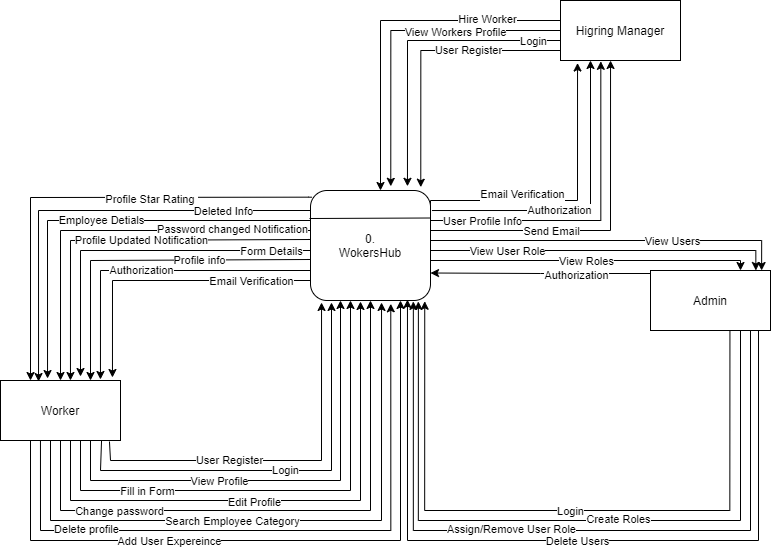 Hire Worker
View Workers Profile
Login
User Register
Higring Manager
Profile Star Rating
Deleted Info
Employee Detials
Password changed Notification
Profile Updated Notification
Form Details
Profile info
Authorization
Email Verification
0.
WokersHub
Email Verification
Authorization
User Profile Info
Send Email
View Users
View User Role
View Roles
Authorization
Admin
Worker
User Register
Login
View Profile
Fill in Form
Edit Profile
Change password
Search Employee Category
Delete profile
Add User Expereince
Login
Create Roles
Assign/Remove User Role
Delete Users